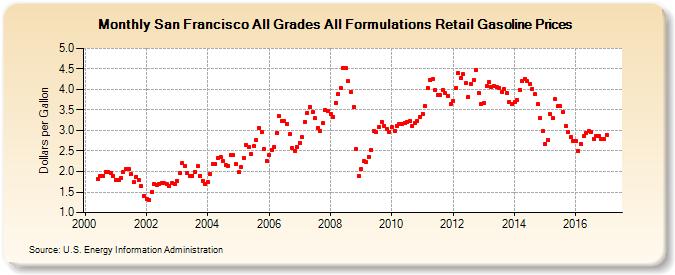 Monthly San Francisco All Grades All Formulations Retail Gasoline Prices
Dollars per Gallon
5.0
4.5
4.0
3.5
3.0
2.5
2.0
1.5
1.0
2000 2002 2004 2006 2008 2010 2012 2014 2016
Source: U.S. Energy Information Administration